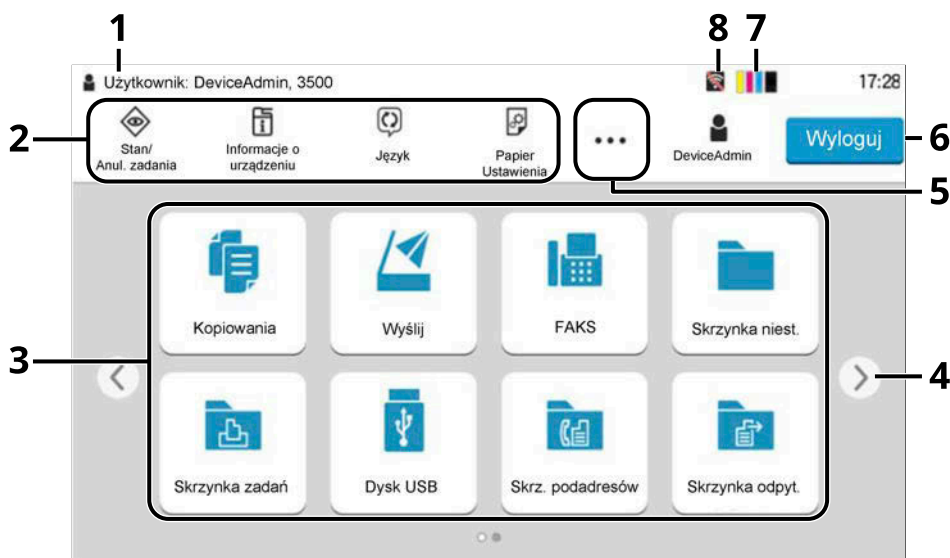 1
8
7
Użytkownik: DeviceAdmin, 3500
17:28
2
Stan/
Anul. zadania
Informacje o
urządzeniu
Język
Papier
Ustawienia
DeviceAdmin
Wyloguj
6
5
Kopiowania
Wyślij
FAKS
Skrzynka niest.
3
4
Skrzynka zadań
Dysk USB
Skrz. podadresów
Skrzynka odpyt.